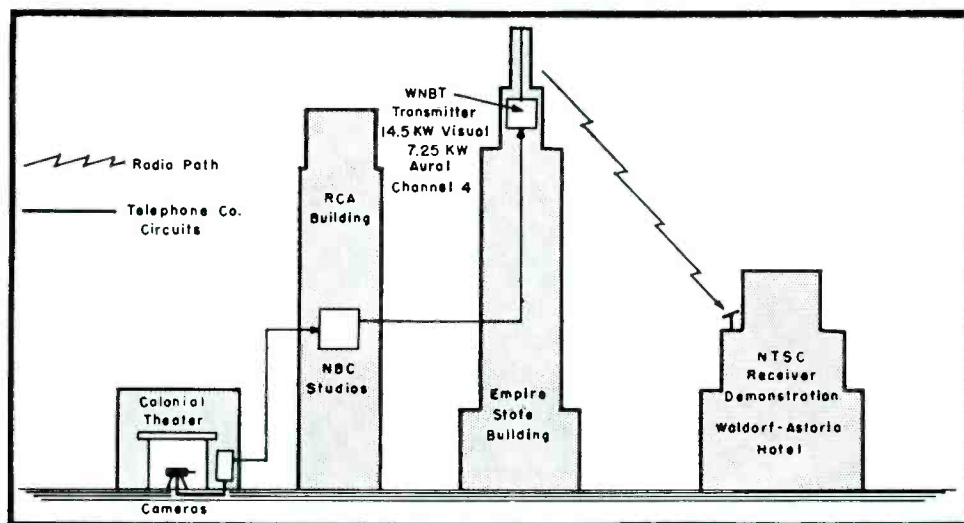 WNBT
Transmitter
14.5 KW Visual
7.25 KW
Aural
Channel 4
Radio Path
Telephone Co.
Circuits
RCA
Building
NBC
Studios
Colonial
Theater
Cameras
Empire
State
Building
NTSC
Receiver
Demonstration
Waldorf-Astoria
Hotel